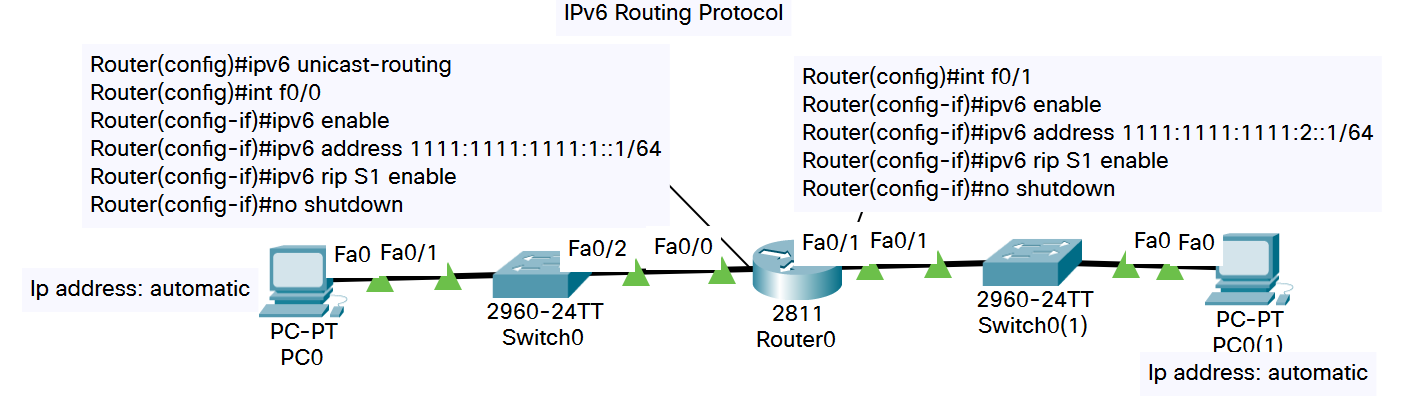 IPv6 Routing Protocol
Router(config)#ipv6 unicast-routing
Router(config)#int f0/0
Router(config-if)#ipv6 enable
Router(config-if)#ipv6 address 1111:1111:1111:1::1/64
Router(config-if)#ipv6 rip S1 enable
Router(config-if)#no shutdown
Router(config)#int f0/1
Router(config-if)#ipv6 enable
Router(config-if)#ipv6 address 1111:1111:1111:2::1/64
Router(config-if)#ipv6 rip S1 enable
Router(config-if)#no shutdown
Fa0 Fa0/1 Fa0/2 Fa0/0 Fa0/1 Fa0/1 Fa0 Fa0
Ip address: automatic
PC-PT
PC0
2960-24TT
Switch0
2811
Router0
2960-24TT
Switch0(1)
PC-PT
PC0(1)
Ip address: automatic